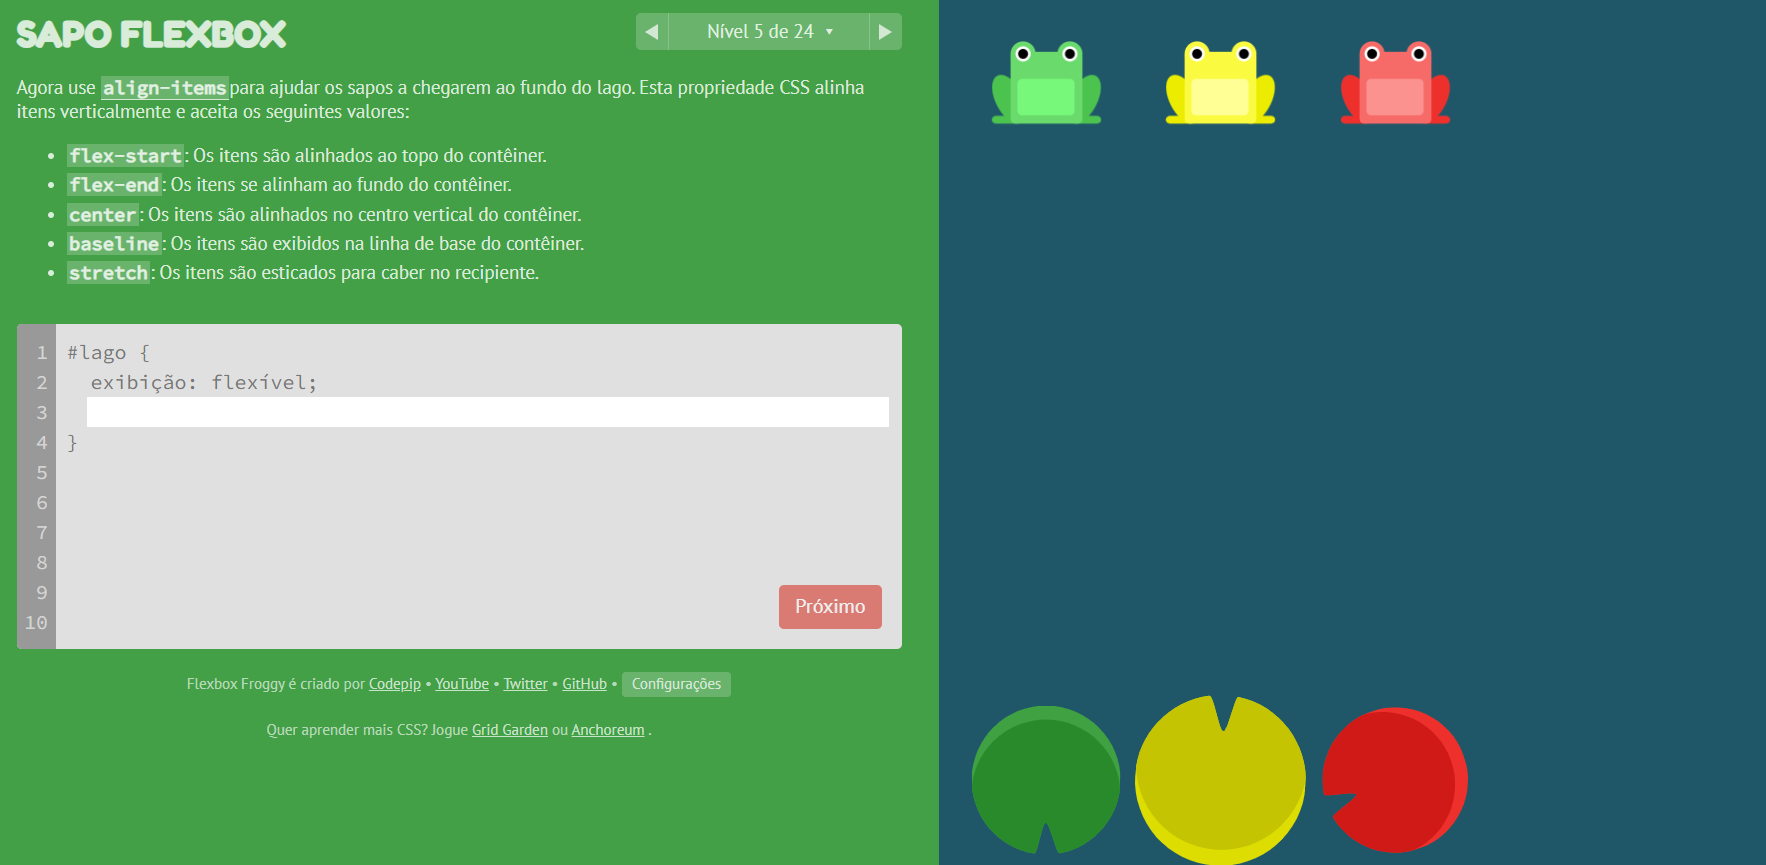 SAPO FLEXBOX
◀ Nível 5 de 24 ▼ ▶
Agora use align-items para ajudar os sapos a chegarem ao fundo do lago. Esta propriedade CSS alinha
itens verticalmente e aceita os seguintes valores:
• flex-start: Os itens são alinhados ao topo do contêiner.
• flex-end: Os itens se alinham ao fundo do contêiner.
• center: Os itens são alinhados no centro vertical do contêiner.
• baseline: Os itens são exibidos na linha de base do contêiner.
• stretch: Os itens são esticados para caber no recipiente.
1 #lago {
2 exibição: flexível;
3
4 }
5
6
7
8
9
10
Próximo
Flexbox Froggy é criado por Codepip • YouTube • Twitter • GitHub • Configurações
Quer aprender mais CSS? Jogue Grid Garden ou Anchoreum .